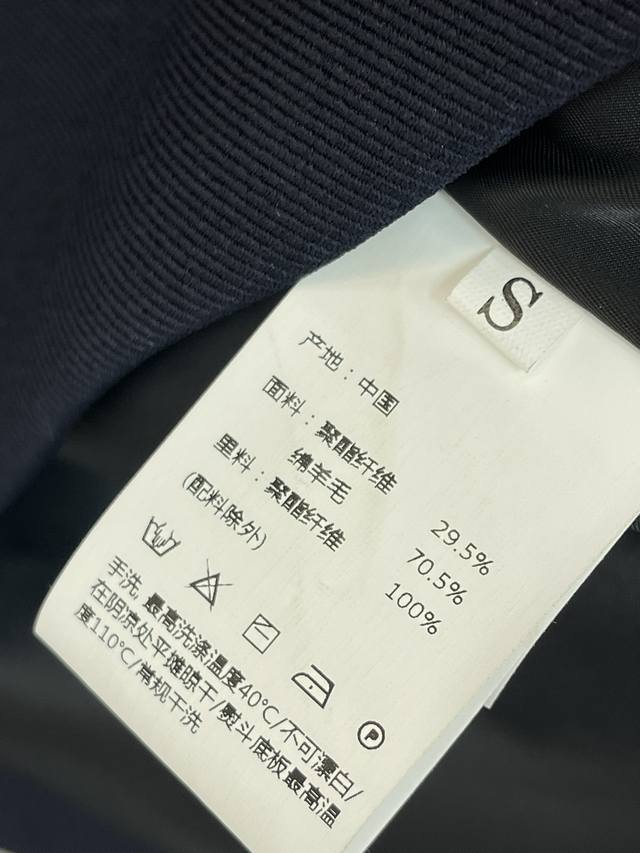 S
产地：中国
面料：聚酯纤维 29.5%
绵羊毛 70.5%
里料：聚酯纤维 100%
(配料除外)
P
手洗, 最高洗涤温度40℃/不可漂白/
在阴凉处平摊晾干/熨斗底板最高温
度110℃/常规干洗